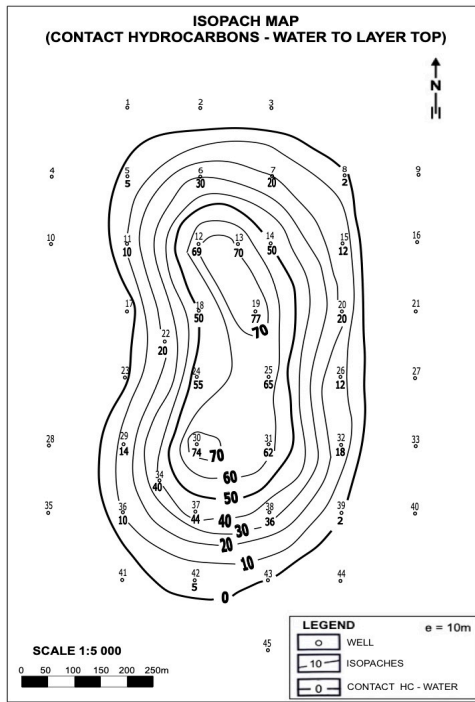 ISOPACH MAP
(CONTACT HYDROCARBONS - WATER TO LAYER TOP)
N
1 2 3
4 5 6 7 8 9
5 30 20 2
10 11 12 13 14 15 16
10 69 70 50 12
17 18 19 20 21
50 77 20
70
22
20
23 24 25 26 27
55 65 12
28 29 30 31 32 33
14 74 70 62 18
60
34
40
50
35 36 37 38 39 40
10 44 40 36 2
30
20
10
41 42 43 44
5
0
45
SCALE 1:5 000
0 50 100 150 200 250m
LEGEND e = 10m
WELL
10 ISOPACHES
0 CONTACT HC - WATER